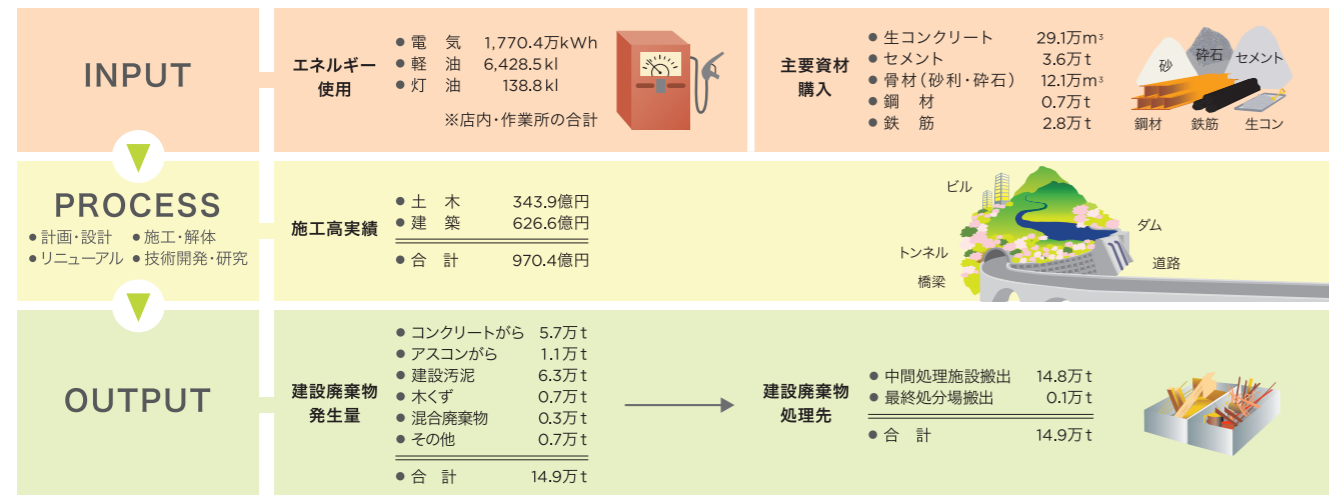 INPUT
エネルギー
使用
● 電 気 1,770.4万kWh
● 軽 油 6,428.5kl
● 灯 油 138.8kl
※店内・作業所の合計
主要資材
購入
● 生コンクリート 29.1万m³
● セメント 3.6万t
● 骨材(砂利・砕石) 12.1万m³
● 鋼 材 0.7万t
● 鉄 筋 2.8万t
砂 砕石 セメント
鋼材 鉄筋 生コン
PROCESS
● 計画・設計 ● 施工・解体
● リニューアル ● 技術開発・研究
施工高実績
● 土 木 343.9億円
● 建 築 626.6億円
● 合 計 970.4億円
ビル
ダム
トンネル
道路
橋梁
OUTPUT
建設廃棄物
発生量
● コンクリートがら 5.7万t
● アスコンがら 1.1万t
● 建設汚泥 6.3万t
● 木くず 0.7万t
● 混合廃棄物 0.3万t
● その他 0.7万t
● 合 計 14.9万t
建設廃棄物
処理先
● 中間処理施設搬出 14.8万t
● 最終処分場搬出 0.1万t
● 合 計 14.9万t